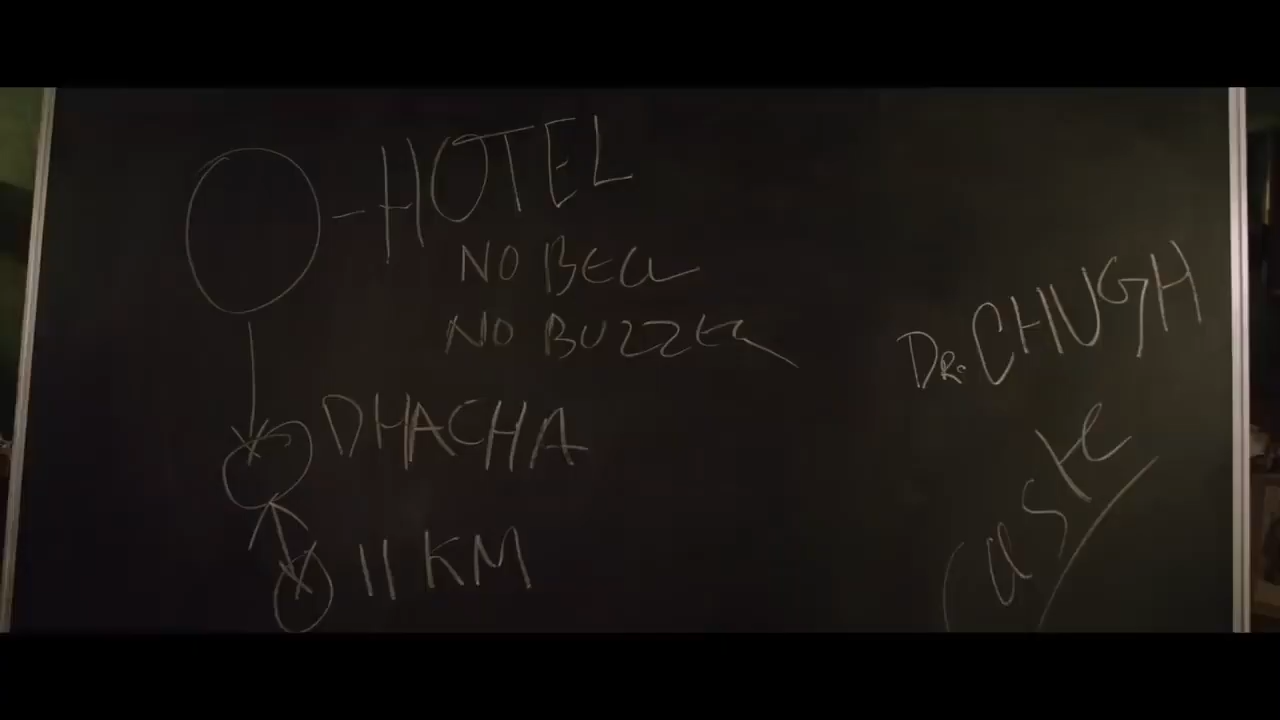 -HOTEL
NO BELL
NO BUZZER
DHACHA
11 KM
DR. CHUGH
Caste